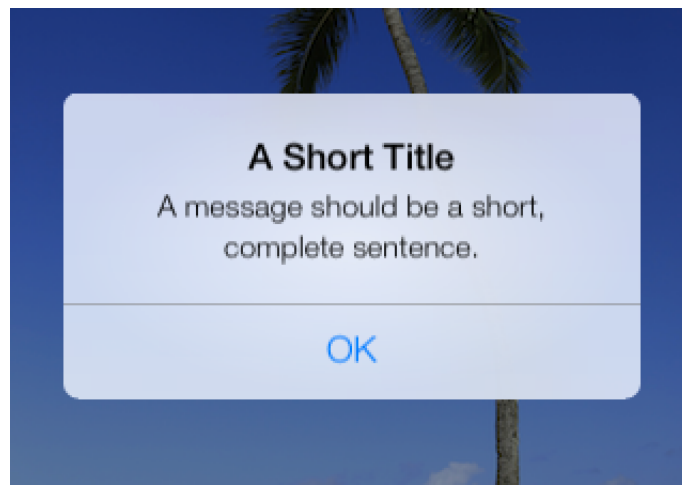 A Short Title
A message should be a short,
complete sentence.
OK